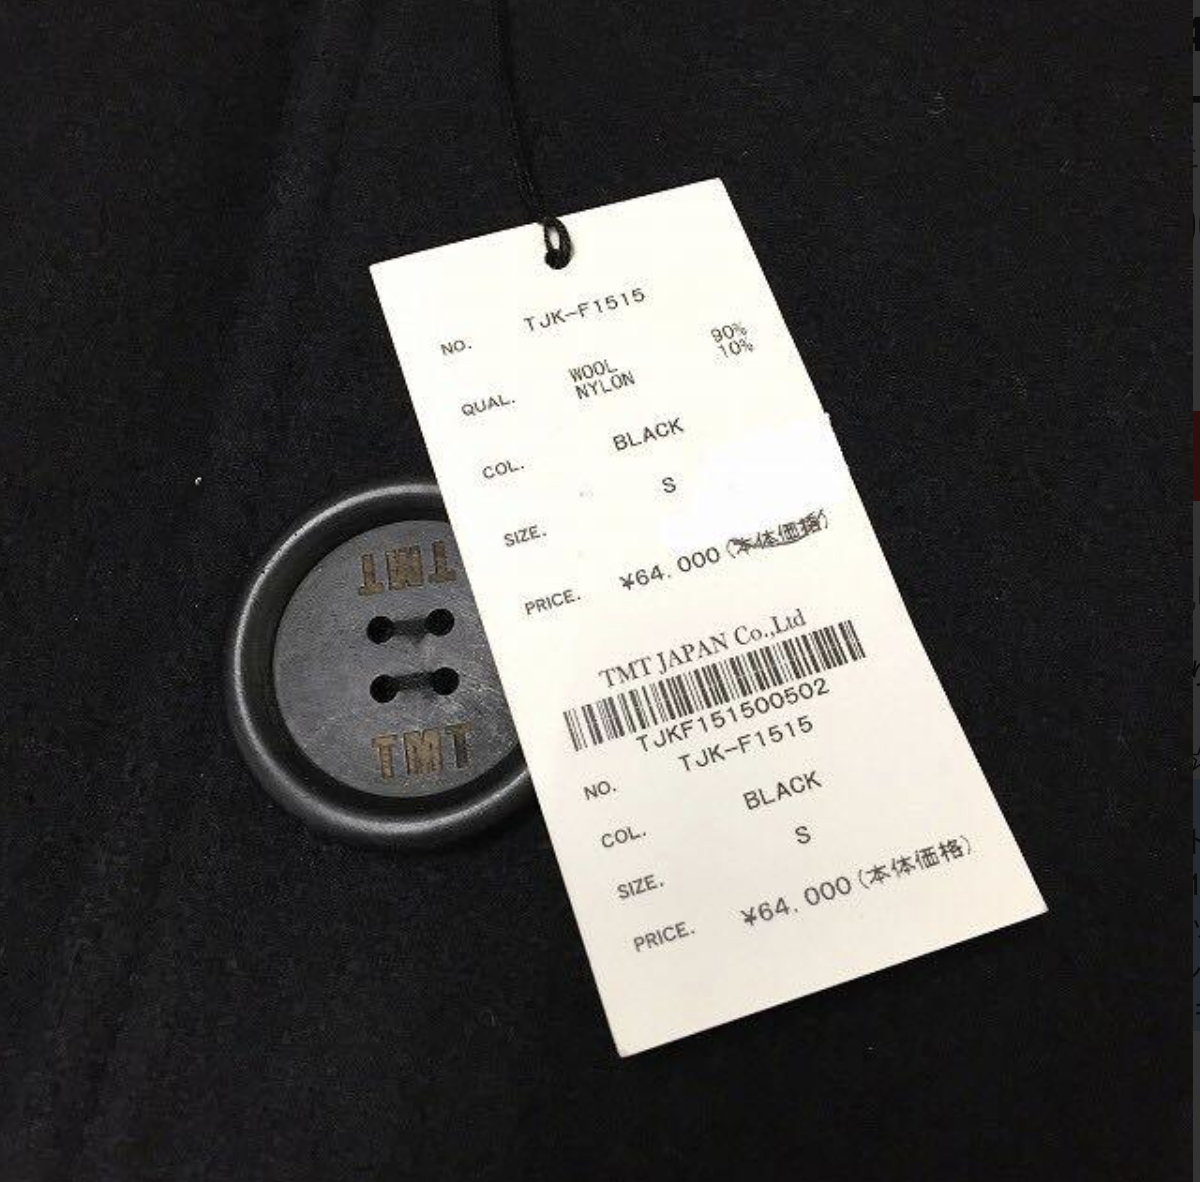 NO. TJK-F1515
QUAL. WOOL 90%
NYLON 10%
COL. BLACK
SIZE. S
PRICE. ¥64.000(本体価格)
TMT JAPAN Co.,Ltd
TJKF151500502
NO. TJK-F1515
COL. BLACK
SIZE. S
PRICE. ¥64.000(本体価格)
TMT
TMT